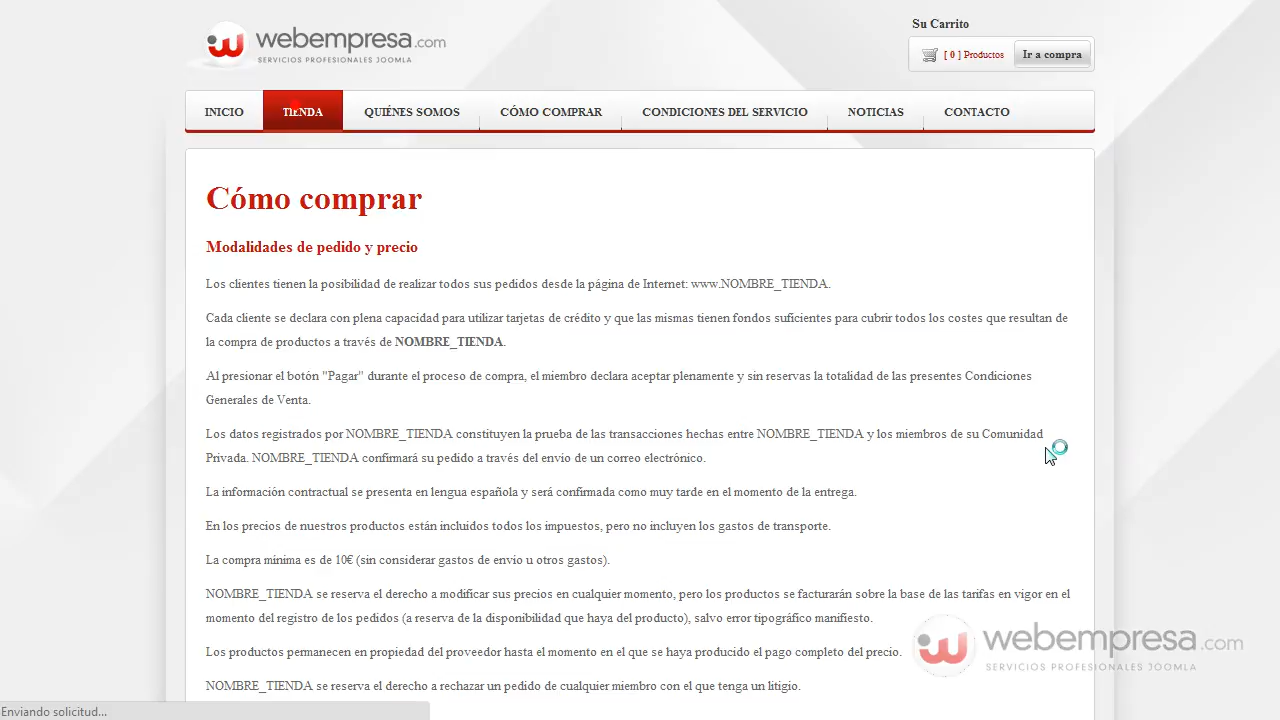 webempresa.com
SERVICIOS PROFESIONALES JOOMLA
Su Carrito
[ 0 ] Productos
Ir a compra
INICIO
TIENDA
QUIÉNES SOMOS
CÓMO COMPRAR
CONDICIONES DEL SERVICIO
NOTICIAS
CONTACTO
Cómo comprar
Modalidades de pedido y precio
Los clientes tienen la posibilidad de realizar todos sus pedidos desde la página de Internet: www.NOMBRE_TIENDA.
Cada cliente se declara con plena capacidad para utilizar tarjetas de crédito y que las mismas tienen fondos suficientes para cubrir todos los costes que resultan de
la compra de productos a través de NOMBRE_TIENDA.
Al presionar el botón "Pagar" durante el proceso de compra, el miembro declara aceptar plenamente y sin reservas la totalidad de las presentes Condiciones
Generales de Venta.
Los datos registrados por NOMBRE_TIENDA constituyen la prueba de las transacciones hechas entre NOMBRE_TIENDA y los miembros de su Comunidad
Privada. NOMBRE_TIENDA confirmará su pedido a través del envio de un correo electrónico.
La información contractual se presenta en lengua española y será confirmada como muy tarde en el momento de la entrega.
En los precios de nuestros productos están incluidos todos los impuestos, pero no incluyen los gastos de transporte.
La compra minima es de 10€ (sin considerar gastos de envio u otros gastos).
NOMBRE_TIENDA se reserva el derecho a modificar sus precios en cualquier momento, pero los productos se facturarán sobre la base de las tarifas en vigor en el
momento del registro de los pedidos (a reserva de la disponibilidad que haya del producto), salvo error tipográfico manifiesto.
Los productos permanecen en propiedad del proveedor hasta el momento en el que se haya producido el pago completo del precio.
NOMBRE_TIENDA se reserva el derecho a rechazar un pedido de cualquier miembro con el que tenga un litigio.
webempresa.com
SERVICIOS PROFESIONALES JOOMLA
Enviando solicitud...